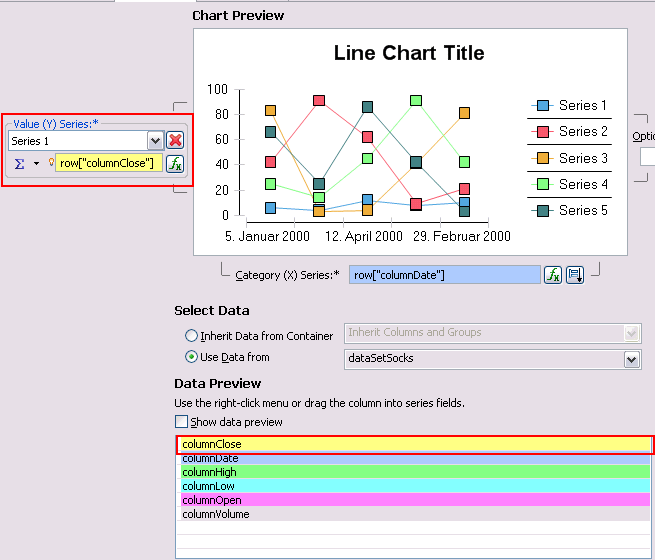 Chart Preview
Line Chart Title
100
80
60
40
20
0
5. Januar 2000
12. April 2000
29. Februar 2000
Series 1
Series 2
Series 3
Series 4
Series 5
Value (Y) Series:*
Series 1
Σ
row["columnClose"]
fx
Category (X) Series:*
row["columnDate"]
fx
Select Data
Inherit Data from Container
Inherit Columns and Groups
Use Data from
dataSetSocks
Data Preview
Use the right-click menu or drag the column into series fields.
Show data preview
columnClose
columnDate
columnHigh
columnLow
columnOpen
columnVolume